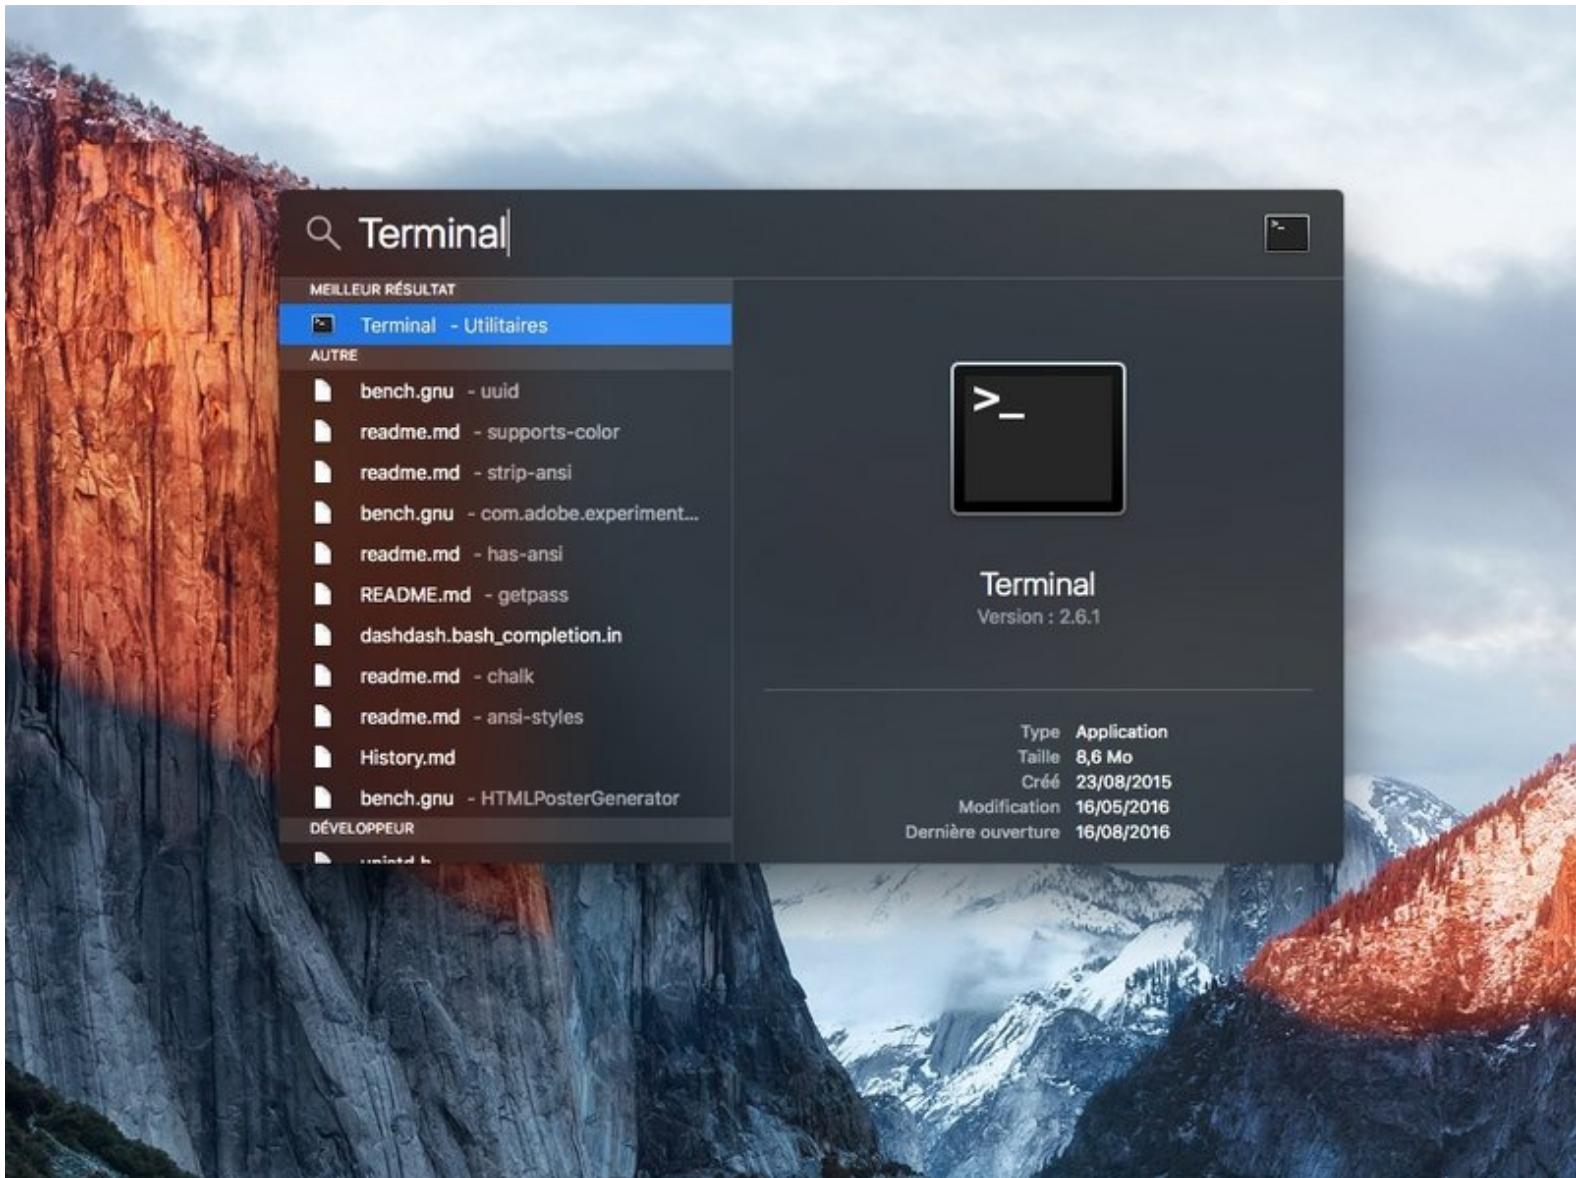 Terminal
MEILLEUR RÉSULTAT
Terminal - Utilitaires
AUTRE
bench.gnu - uuid
readme.md - supports-color
readme.md - strip-ansi
bench.gnu - com.adobe.experiment...
readme.md - has-ansi
README.md - getpass
dashdash.bash_completion.in
readme.md - chalk
readme.md - ansi-styles
History.md
bench.gnu - HTMLPosterGenerator
DÉVELOPPEUR
>_
Terminal
Version : 2.6.1
Type Application
Taille 8,6 Mo
Créé 23/08/2015
Modification 16/05/2016
Dernière ouverture 16/08/2016